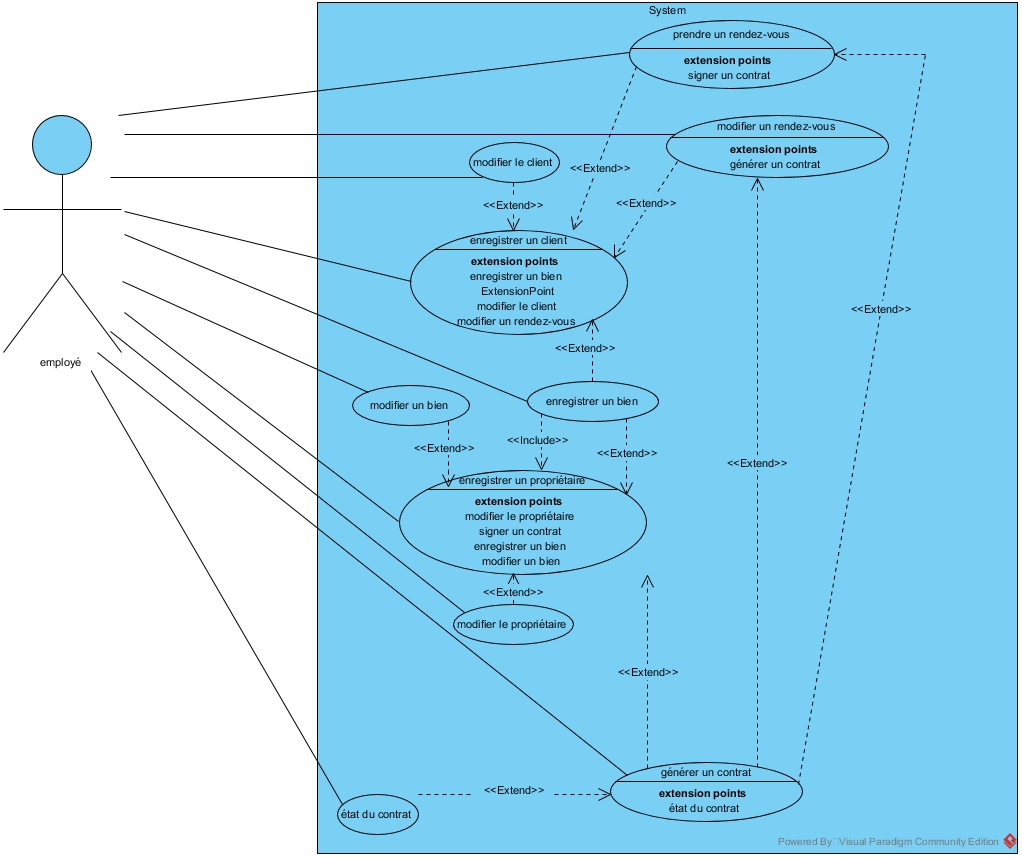 System
prendre un rendez-vous
extension points
signer un contrat
modifier un rendez-vous
extension points
générer un contrat
modifier le client
<<Extend>>
<<Extend>>
<<Extend>>
enregistrer un client
extension points
enregistrer un bien
ExtensionPoint
modifier le client
modifier un rendez-vous
<<Extend>>
<<Extend>>
employé
modifier un bien
enregistrer un bien
<<Extend>>
<<Include>>
<<Extend>>
<<Extend>>
enregistrer un propriétaire
extension points
modifier le propriétaire
signer un contrat
enregistrer un bien
modifier un bien
<<Extend>>
modifier le propriétaire
<<Extend>>
générer un contrat
extension points
état du contrat
<<Extend>>
état du contrat
Powered By Visual Paradigm Community Edition